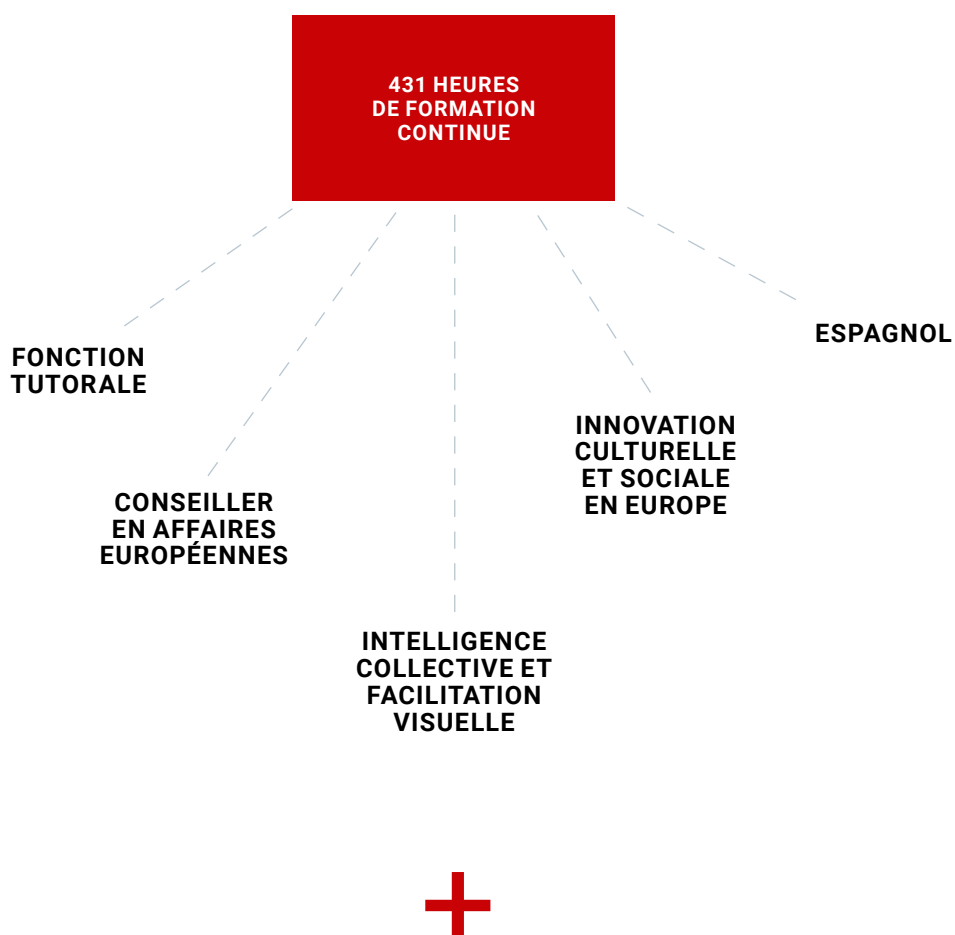 431 HEURES
DE FORMATION
CONTINUE
FONCTION
TUTORALE
CONSEILLER
EN AFFAIRES
EUROPÉENNES
INTELLIGENCE
COLLECTIVE ET
FACILITATION
VISUELLE
INNOVATION
CULTURELLE
ET SOCIALE
EN EUROPE
ESPAGNOL
+